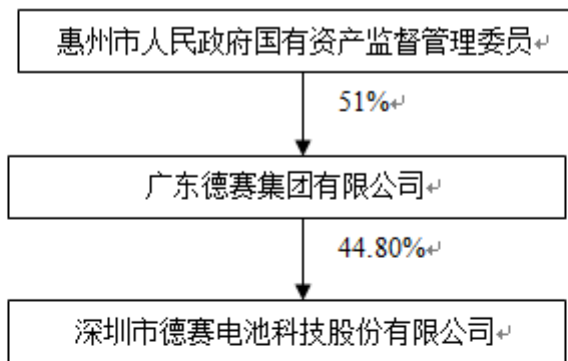 惠州市人民政府国有资产监督管理委员
51%
广东德赛集团有限公司
44.80%
深圳市德赛电池科技股份有限公司